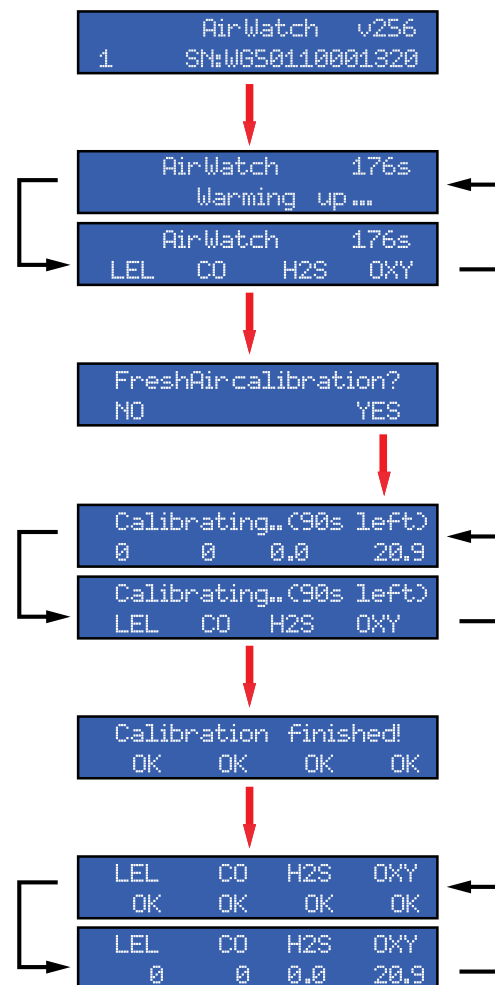 AirWatch v256
1 SN:WG50110001320
AirWatch 176s
Warming up...
AirWatch 176s
LEL CO H2S OXY
FreshAircalibration?
NO YES
Calibrating..(90s left)
0 0 0.0 20.9
Calibrating..(90s left)
LEL CO H2S OXY
Calibration finished!
OK OK OK OK
LEL CO H2S OXY
OK OK OK OK
LEL CO H2S OXY
0 0 0.0 20.9